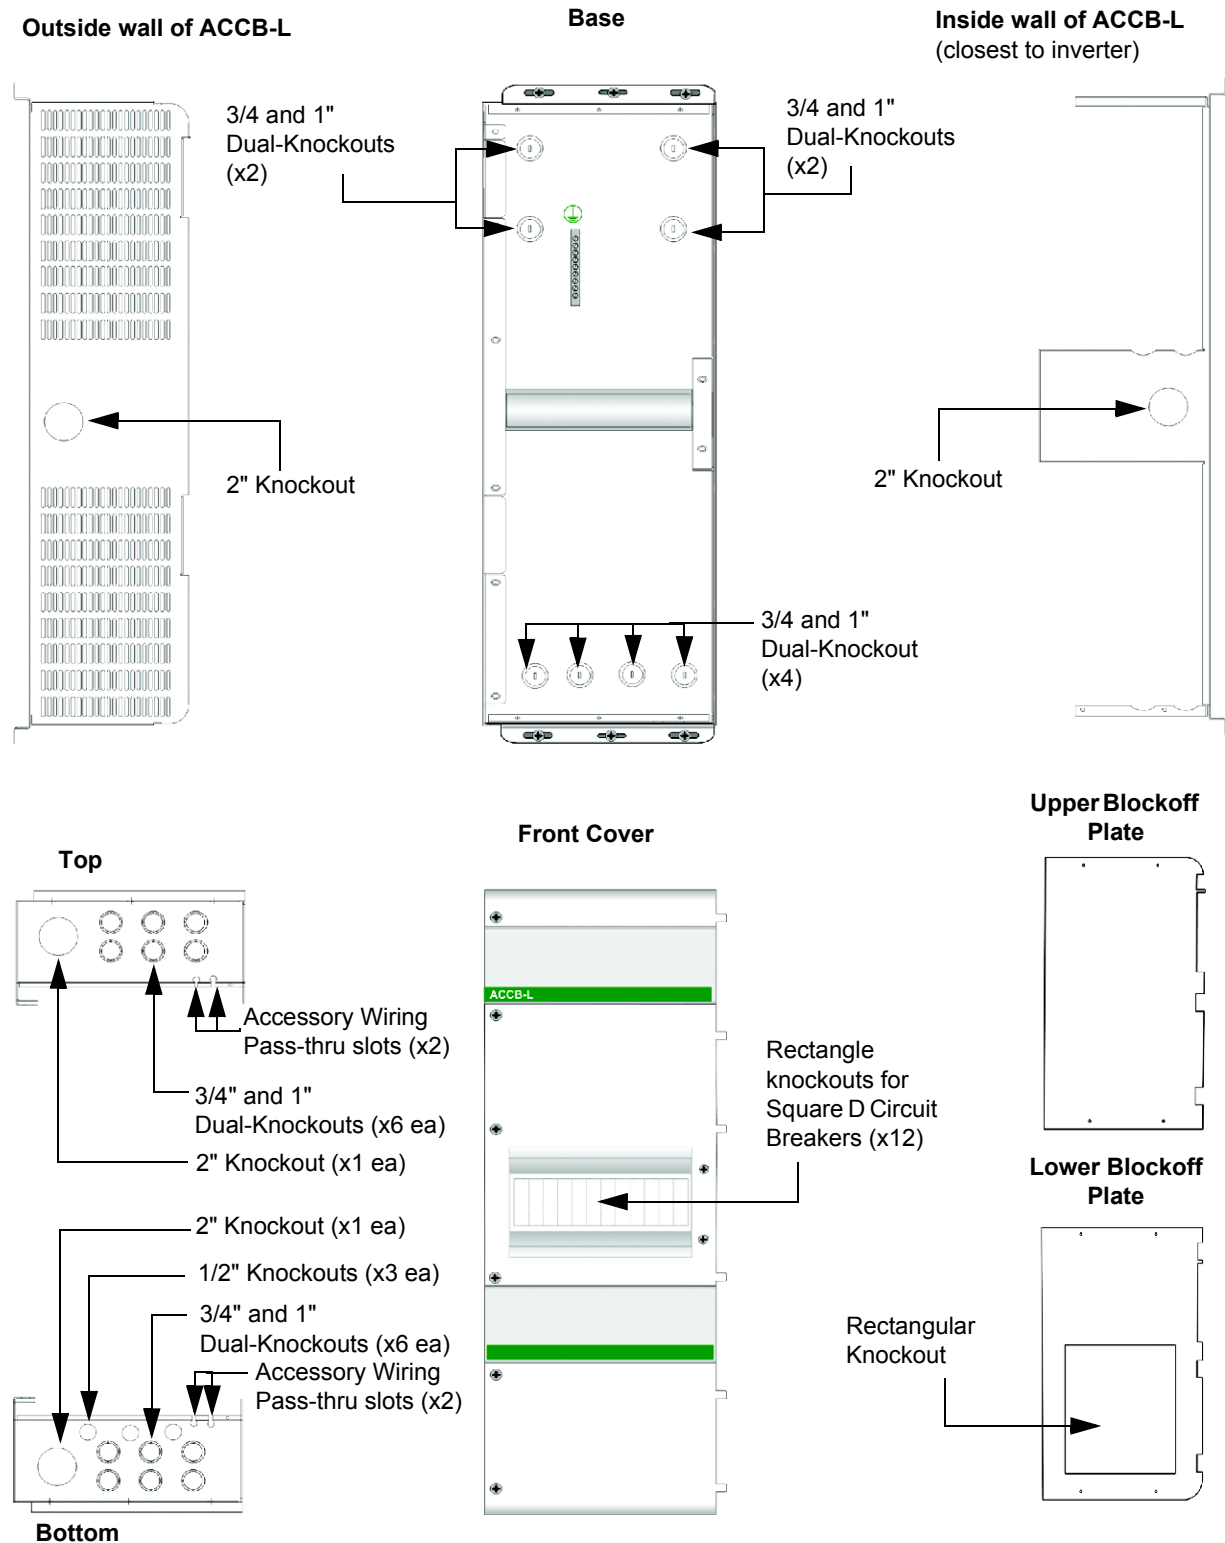 Outside wall of ACCB-L
Base
Inside wall of ACCB-L
(closest to inverter)
3/4 and 1"
Dual-Knockouts
(x2)
3/4 and 1"
Dual-Knockouts
(x2)
2" Knockout
2" Knockout
3/4 and 1"
Dual-Knockout
(x4)
Upper Blockoff
Plate
Front Cover
Top
ACCB-L
Accessory Wiring
Pass-thru slots (x2)
3/4" and 1"
Dual-Knockouts (x6 ea)
2" Knockout (x1 ea)
Rectangle
knockouts for
Square D Circuit
Breakers (x12)
Lower Blockoff
Plate
2" Knockout (x1 ea)
1/2" Knockouts (x3 ea)
3/4" and 1"
Dual-Knockouts (x6 ea)
Accessory Wiring
Pass-thru slots (x2)
Rectangular
Knockout
Bottom